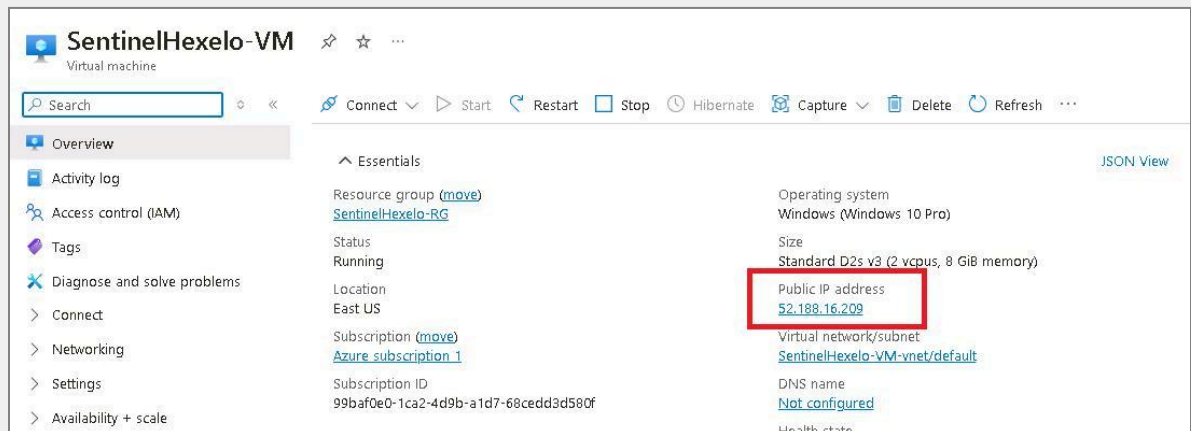 SentinelHexelo-VM
Virtual machine
Search
Connect
Start
Restart
Stop
Hibernate
Capture
Delete
Refresh
Overview
Activity log
Access control (IAM)
Tags
Diagnose and solve problems
Connect
Networking
Settings
Availability + scale
Essentials
JSON View
Resource group (move)
SentinelHexelo-RG
Status
Running
Location
East US
Subscription (move)
Azure subscription 1
Subscription ID
99baf0e0-1ca2-4d9b-a1d7-68cedd3d580f
Operating system
Windows (Windows 10 Pro)
Size
Standard D2s v3 (2 vcpus, 8 GiB memory)
Public IP address
52.188.16.209
Virtual network/subnet
SentinelHexelo-VM-vnet/default
DNS name
Not configured
Health state